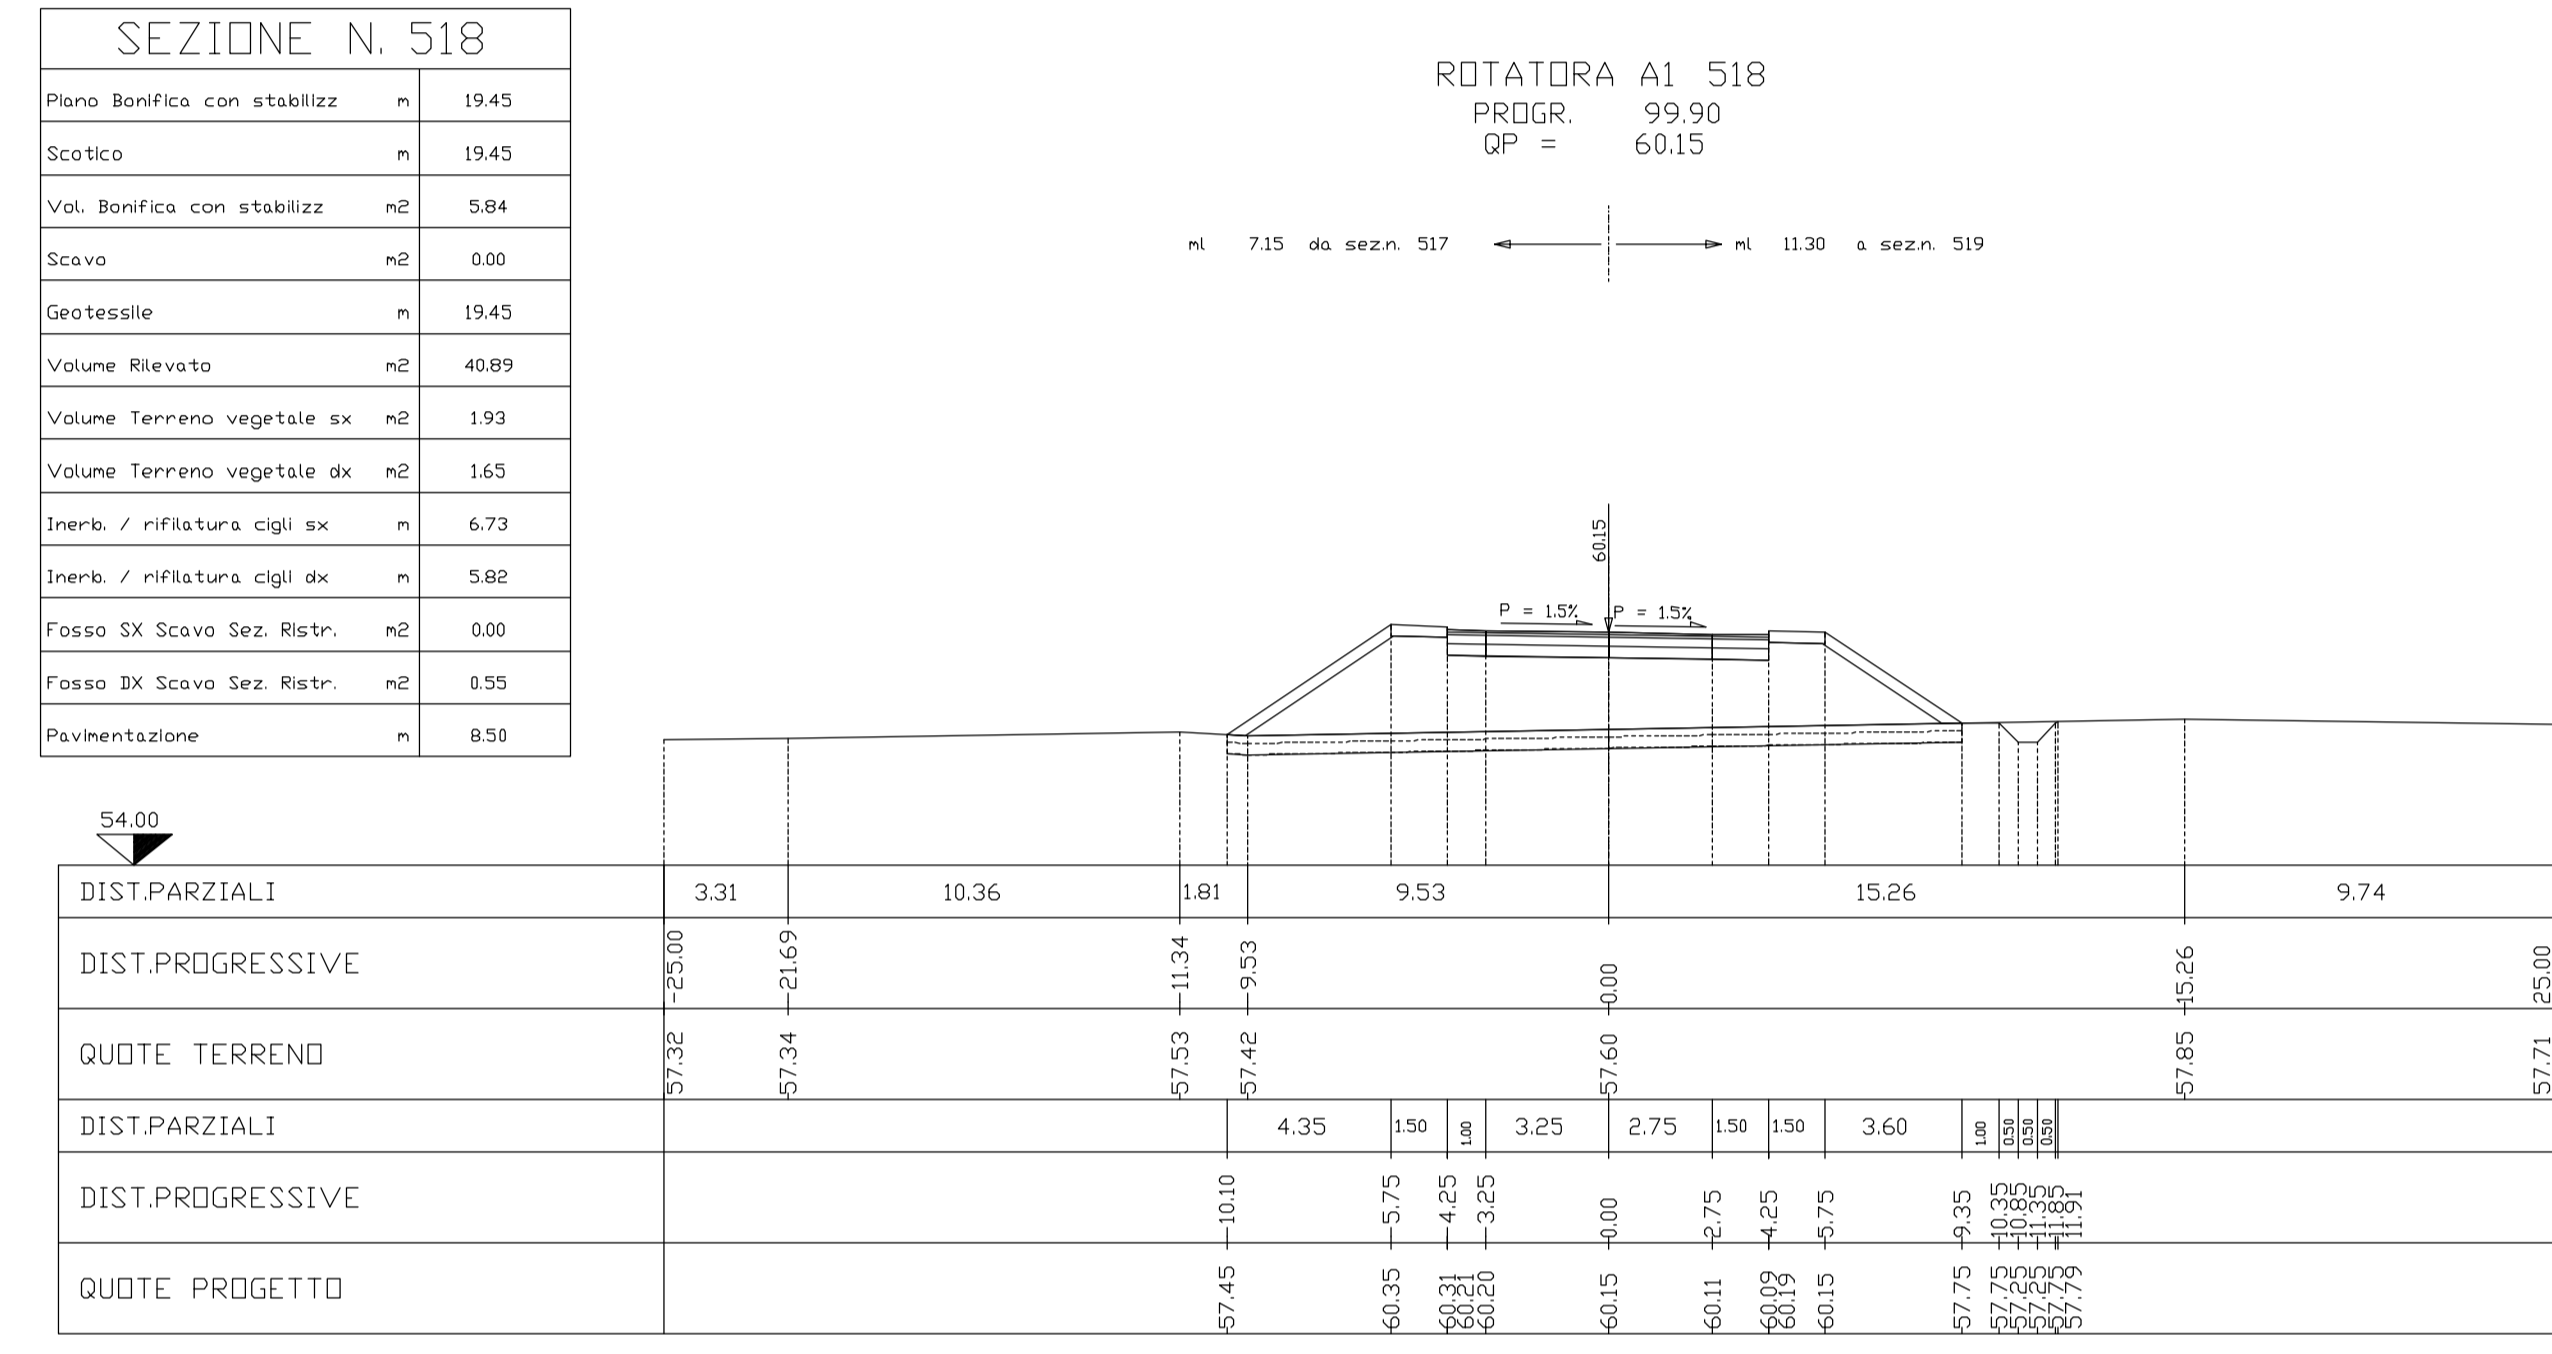 SEZIONE N. 518
Piano Bonifica con stabilizz m 19.45
Scotico m 19.45
Vol. Bonifica con stabilizz m2 5.84
Scavo m2 0.00
Geotessile m 19.45
Volume Rilevato m2 40.89
Volume Terreno vegetale sx m2 1.93
Volume Terreno vegetale dx m2 1.65
Inerb. / rifilatura cigli sx m 6.73
Inerb. / rifilatura cigli dx m 5.82
Fosso SX Scavo Sez. Ristr. m2 0.00
Fosso DX Scavo Sez. Ristr. m2 0.55
Pavimentazione m 8.50
ROTATORA A1 518
PROGR. 99.90
QP = 60.15
ml 7.15 da sez.n. 517 ml 11.30 a sez.n. 519
60.15
P = 1.5% P = 1.5%
54.00
DIST.PARZIALI 3.31 10.36 1.81 9.53 15.26 9.74
DIST.PROGRESSIVE -25.00 -21.69 -11.34 -9.53 0.00 15.26 25.00
QUOTE TERRENO 57.32 57.34 57.53 57.42 57.60 57.85 57.71
DIST.PARZIALI 4.35 1.50 1.00 3.25 2.75 1.50 1.50 3.60 1.00 0.50 0.50 0.50
DIST.PROGRESSIVE -10.10 -5.75 -4.25 -3.25 0.00 2.75 4.25 5.75 9.35 10.35 10.85 11.35 11.85 11.91
QUOTE PROGETTO 57.45 60.35 60.31 60.21 60.20 60.15 60.11 60.09 60.19 60.15 57.75 57.75 57.25 57.25 57.75 57.79